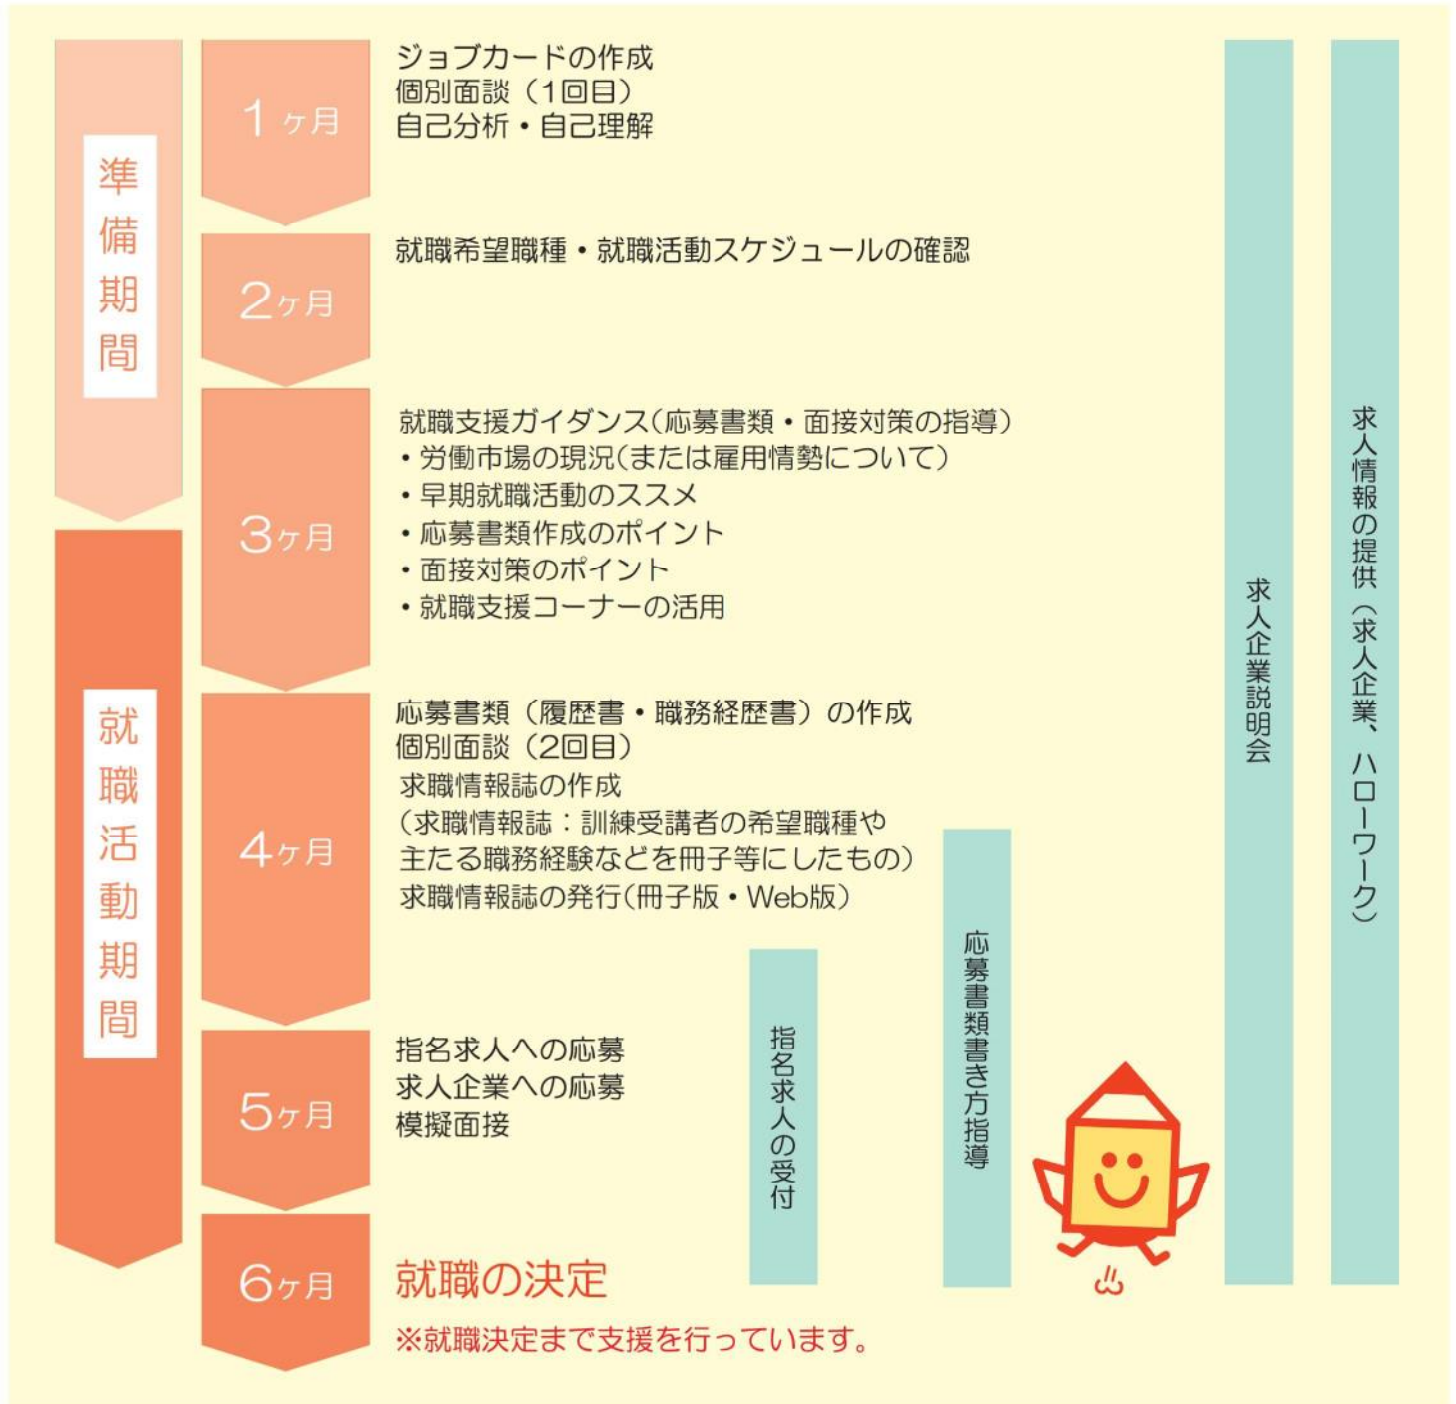 準備期間
1ヶ月
ジョブカードの作成
個別面談（1回目）
自己分析・自己理解
2ヶ月
就職希望職種・就職活動スケジュールの確認
3ヶ月
就職支援ガイダンス（応募書類・面接対策の指導）
・労働市場の現況（または雇用情勢について）
・早期就職活動のススメ
・応募書類作成のポイント
・面接対策のポイント
・就職支援コーナーの活用
就職活動期間
4ヶ月
応募書類（履歴書・職務経歴書）の作成
個別面談（2回目）
求職情報誌の作成
（求職情報誌：訓練受講者の希望職種や
主たる職務経験などを冊子等にしたもの）
求職情報誌の発行（冊子版・Web版）
5ヶ月
指名求人への応募
求人企業への応募
模擬面接
6ヶ月
就職の決定
※就職決定まで支援を行っています。
指名求人の受付
応募書類書き方指導
求人企業説明会
求人情報の提供（求人企業、ハローワーク）